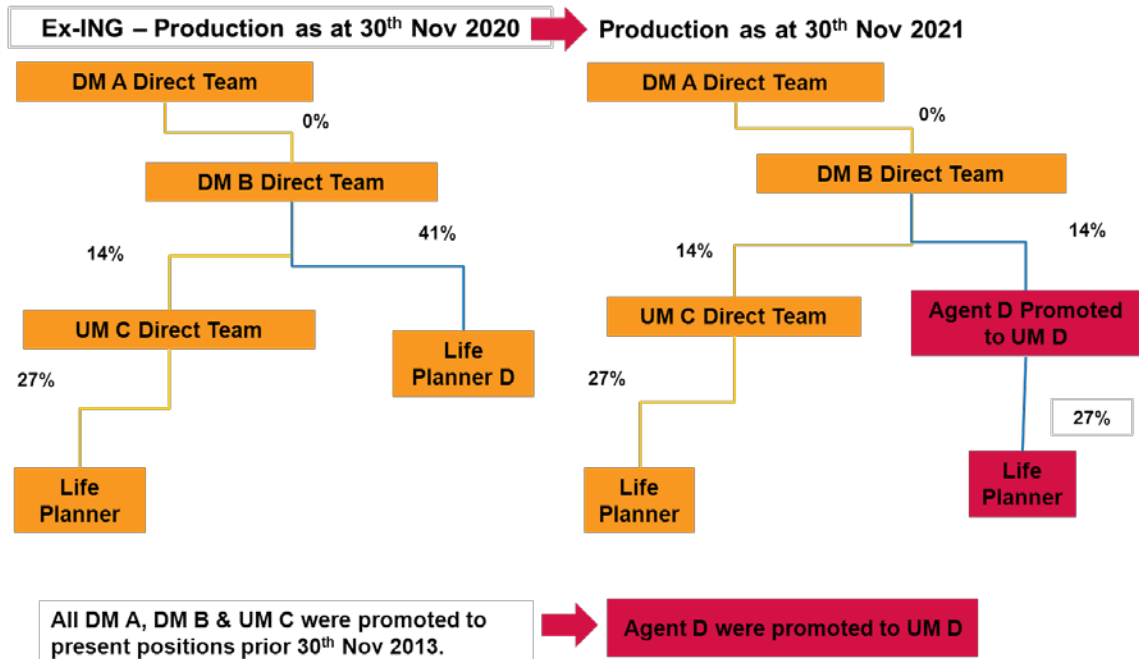 Ex-ING – Production as at 30th Nov 2020
Production as at 30th Nov 2021
DM A Direct Team
0%
DM B Direct Team
41%
14%
UM C Direct Team
Life
Planner D
27%
Life
Planner
DM A Direct Team
0%
DM B Direct Team
14%
14%
UM C Direct Team
Agent D Promoted
to UM D
27%
27%
Life
Planner
Life
Planner
All DM A, DM B & UM C were promoted to
present positions prior 30th Nov 2013.
Agent D were promoted to UM D